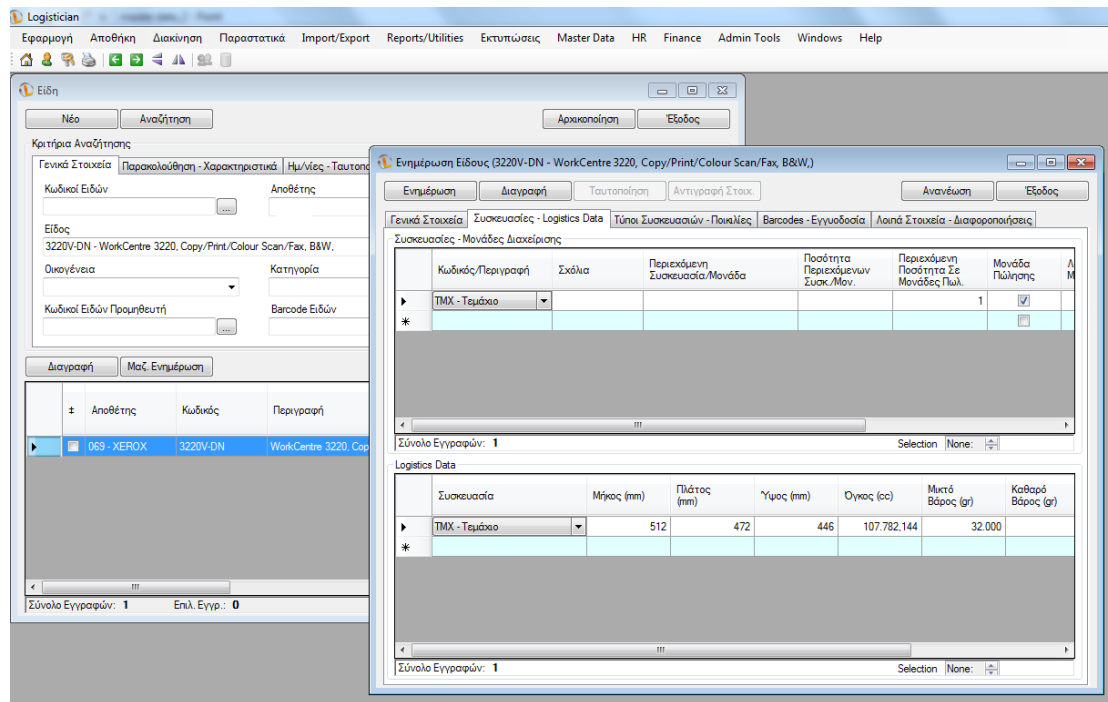 Logistician
Εφαρμογή Αποθήκη Διακίνηση Παραστατικά Import/Export Reports/Utilities Εκτυπώσεις Master Data HR Finance Admin Tools Windows Help
Είδη
Νέο Αναζήτηση Αρχικοποίηση Έξοδος
Κριτήρια Αναζήτησης
Γενικά Στοιχεία Παρακολούθηση - Χαρακτηριστικά Ημ/νίες - Ταυτοπο
Κωδικοί Ειδών Αποθέτης
...
Είδος
3220V-DN - WorkCentre 3220, Copy/Print/Colour Scan/Fax, B&W,
Οικογένεια Κατηγορία
Κωδικοί Ειδών Προμηθευτή Barcode Ειδών
...
Διαγραφή Μαζ. Ενημέρωση
‡ Αποθέτης Κωδικός Περιγραφή
069 - XEROX 3220V-DN WorkCentre 3220, Cop
Σύνολο Εγγραφών: 1 Επιλ. Εγγρ.: 0
Ενημέρωση Είδους (3220V-DN - WorkCentre 3220, Copy/Print/Colour Scan/Fax, B&W,)
Ενημέρωση Διαγραφή Ταυτοποίηση Αντιγραφή Στοιχ. Ανανέωση Έξοδος
Γενικά Στοιχεία Συσκευασίες - Logistics Data Τύποι Συσκευασιών - Ποικιλίες Barcodes - Εγγυοδοσία Λοιπά Στοιχεία - Διαφοροποιήσεις
Συσκευασίες - Μονάδες Διαχείρισης
Κωδικός/Περιγραφή Σχόλια Περιεχόμενη Συσκευασία/Μονάδα Ποσότητα Περιεχόμενων Συσκ./Μον. Περιεχόμενη Ποσότητα Σε Μονάδες Πωλ. Μονάδα Πώλησης Λ Μ
ΤΜΧ - Τεμάχιο 1
Σύνολο Εγγραφών: 1 Selection None:
Logistics Data
Συσκευασία Μήκος (mm) Πλάτος (mm) Ύψος (mm) Όγκος (cc) Μικτό Βάρος (gr) Καθαρό Βάρος (gr)
ΤΜΧ - Τεμάχιο 512 472 446 107.782,144 32.000
Σύνολο Εγγραφών: 1 Selection None: